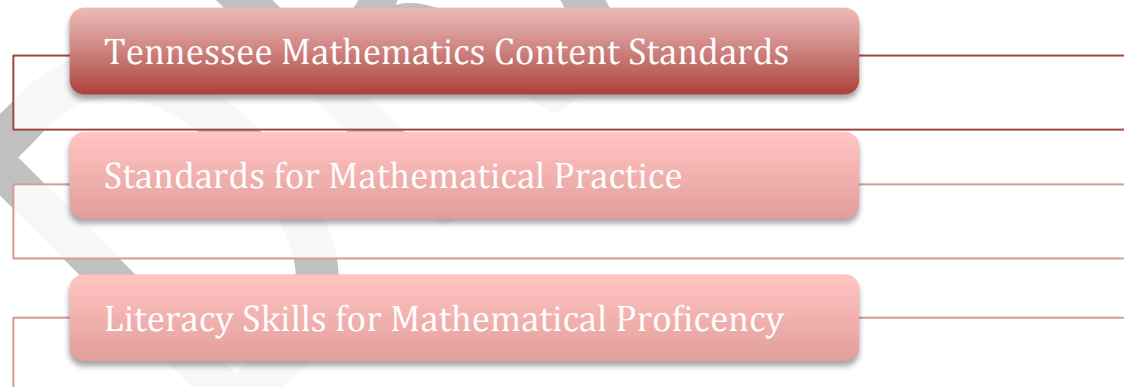 Tennessee Mathematics Content Standards
Standards for Mathematical Practice
Literacy Skills for Mathematical Proficency